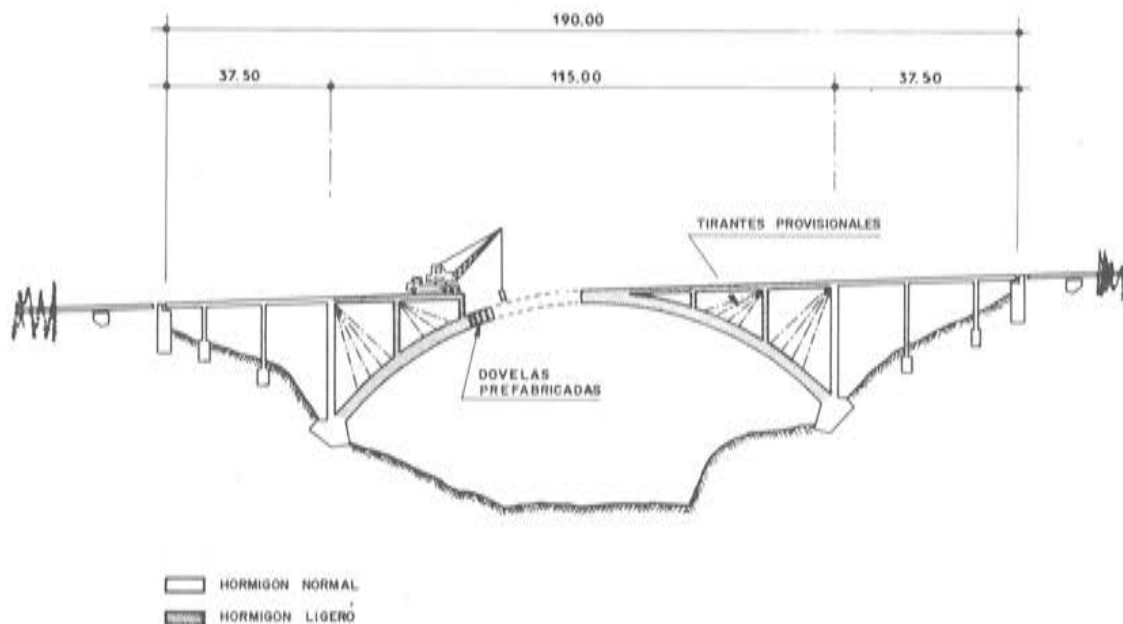 190.00
37.50
115.00
37.50
TIRANTES PROVISIONALES
DOVELAS
PREFABRICADAS
HORMIGON NORMAL
HORMIGON LIGERO